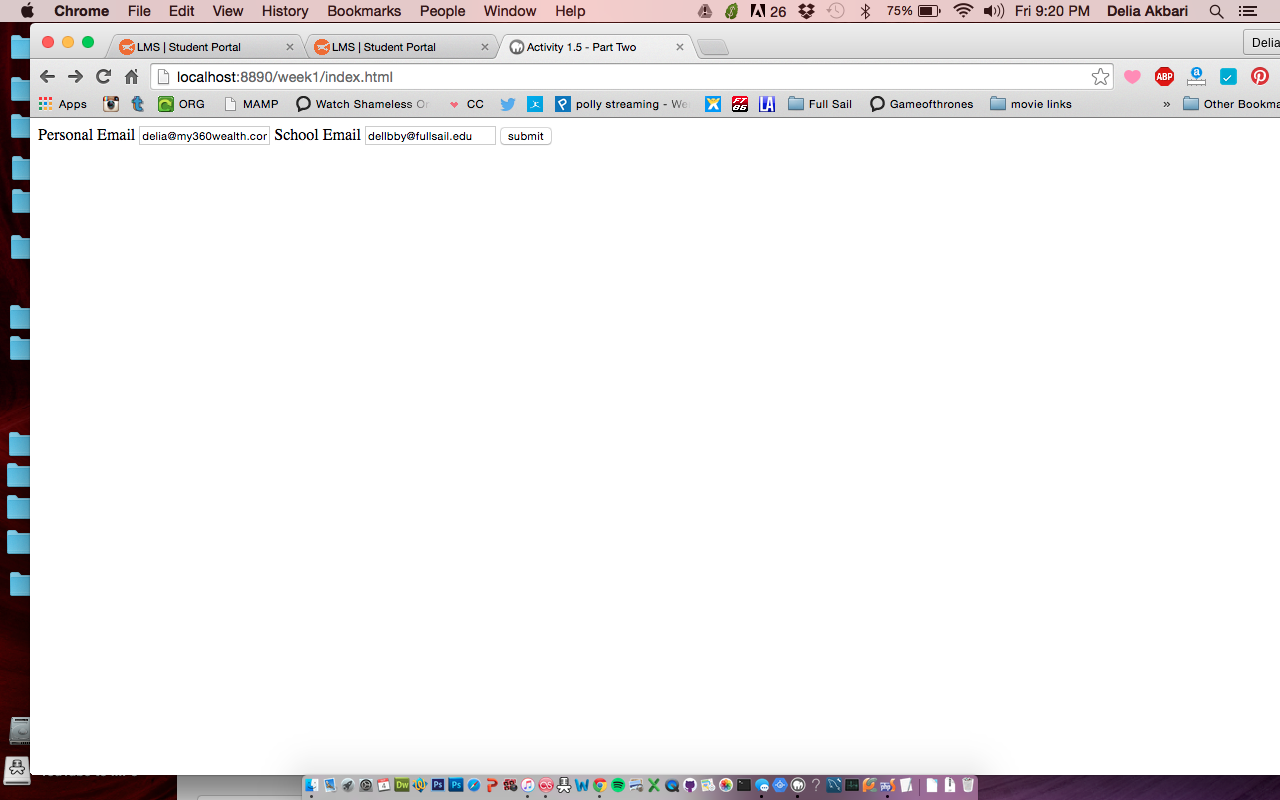 Chrome File Edit View History Bookmarks People Window Help 26 75% Fri 9:20 PM Delia Akbari
LMS | Student Portal LMS | Student Portal Activity 1.5 - Part Two Delia
localhost:8890/week1/index.html ABP a
Apps ORG MAMP Watch Shameless On CC polly streaming - We Full Sail Gameofthrones movie links » Other Bookma
Personal Email delia@my360wealth.cor School Email dellbby@fullsail.edu submit